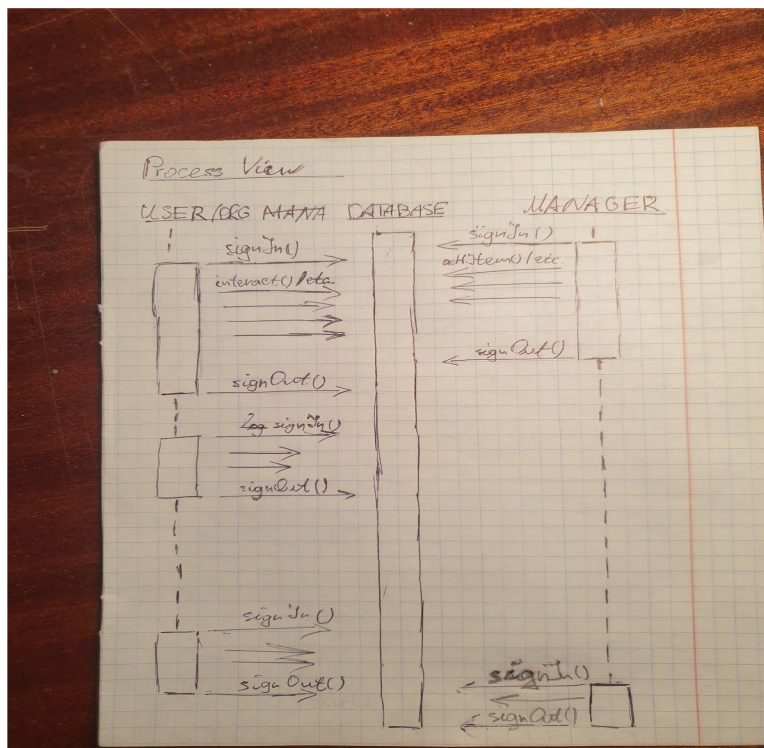 Process View
USER/ORG MANA DATABASE MANAGER
signIn() signIn()
interact()/etc. addItem()/etc
signOut()
signOut()
signIn()
signOut()
signIn()
signOut() signIn()
signOut()